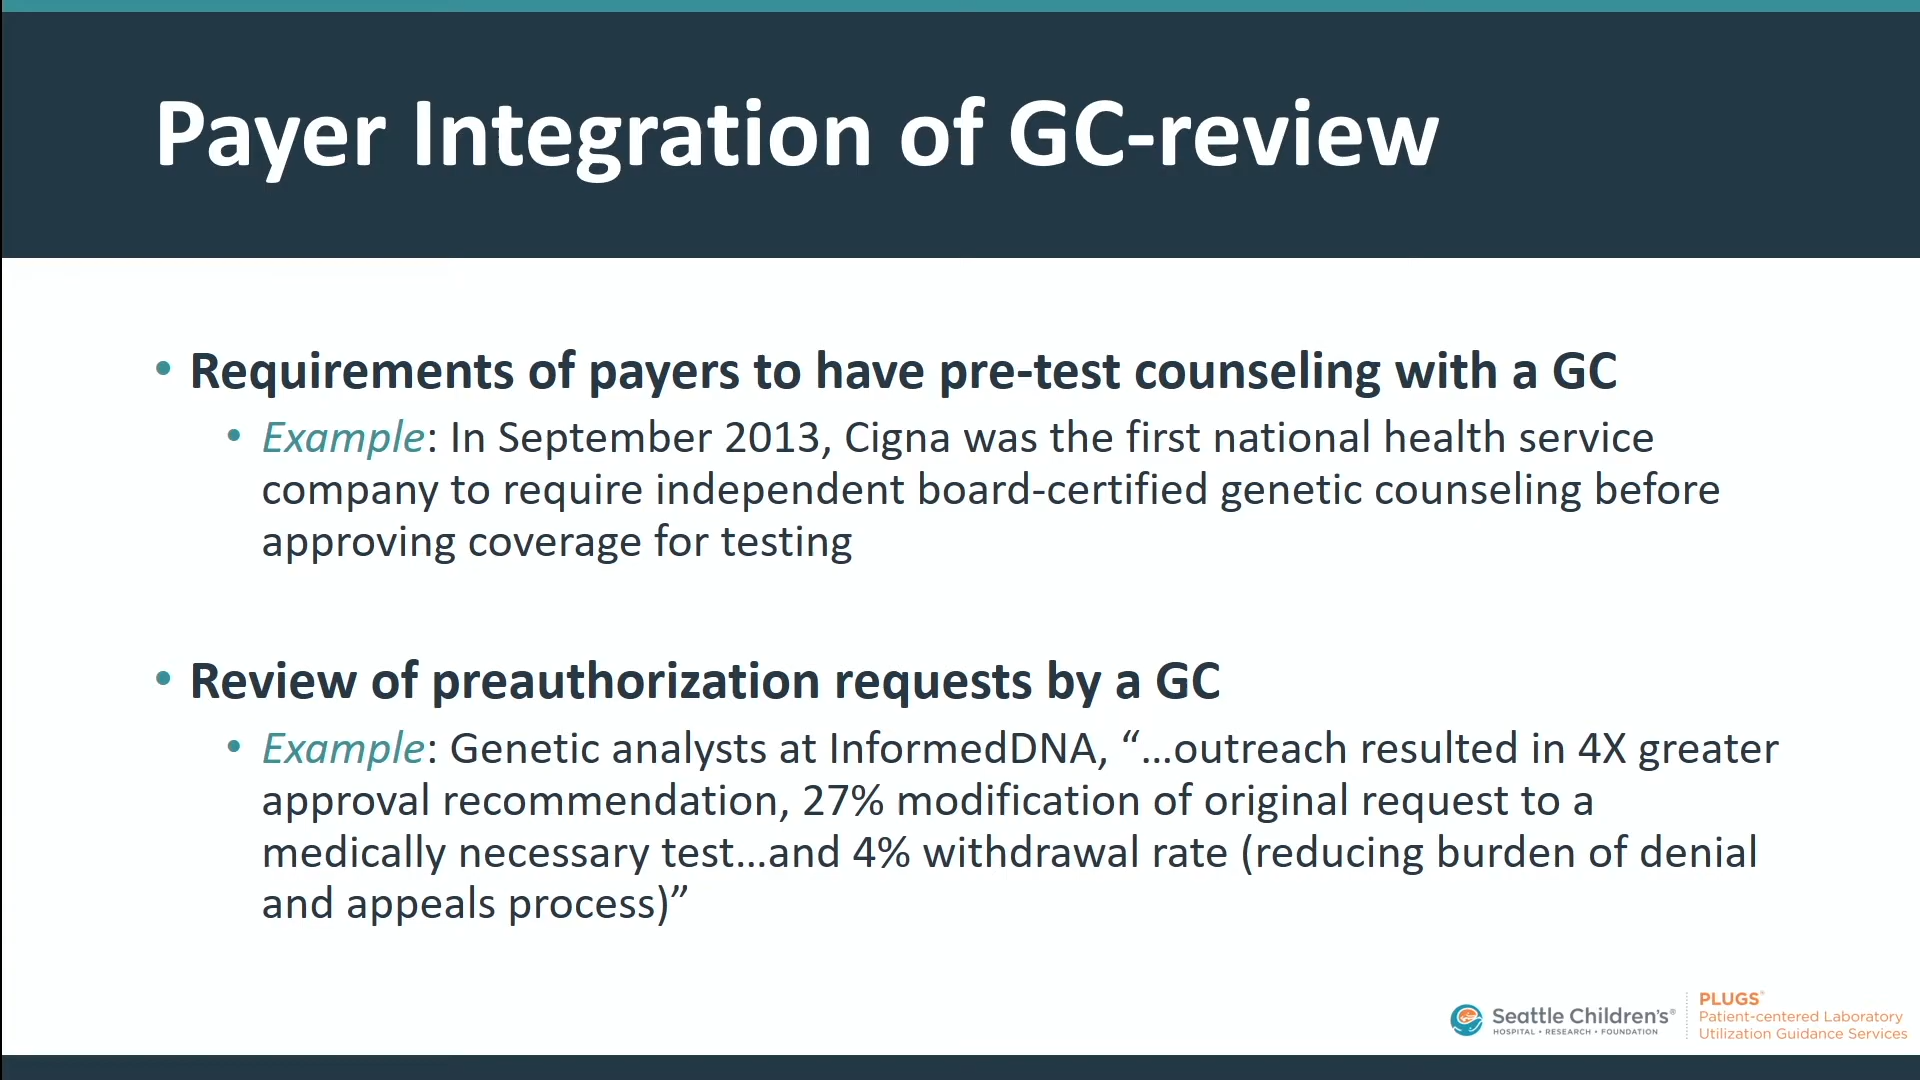 Payer Integration of GC-review
• Requirements of payers to have pre-test counseling with a GC
• Example: In September 2013, Cigna was the first national health service
company to require independent board-certified genetic counseling before
approving coverage for testing
• Review of preauthorization requests by a GC
• Example: Genetic analysts at InformedDNA, “…outreach resulted in 4X greater
approval recommendation, 27% modification of original request to a
medically necessary test…and 4% withdrawal rate (reducing burden of denial
and appeals process)”
Seattle Children's®
HOSPITAL • RESEARCH • FOUNDATION
PLUGS®
Patient-centered Laboratory
Utilization Guidance Services